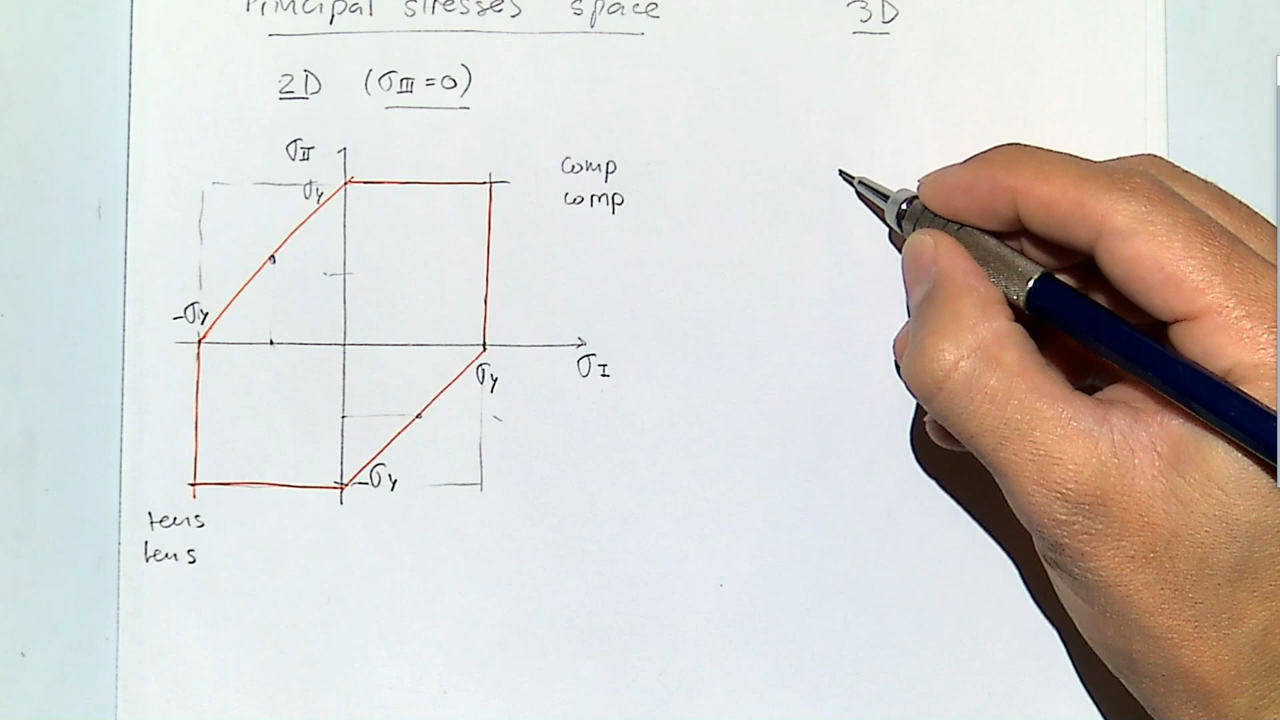 Principal stresses space
3D
2D (σIII=0)
σII
σy
comp
comp
-σy
σI
σy
-σy
tens
tens